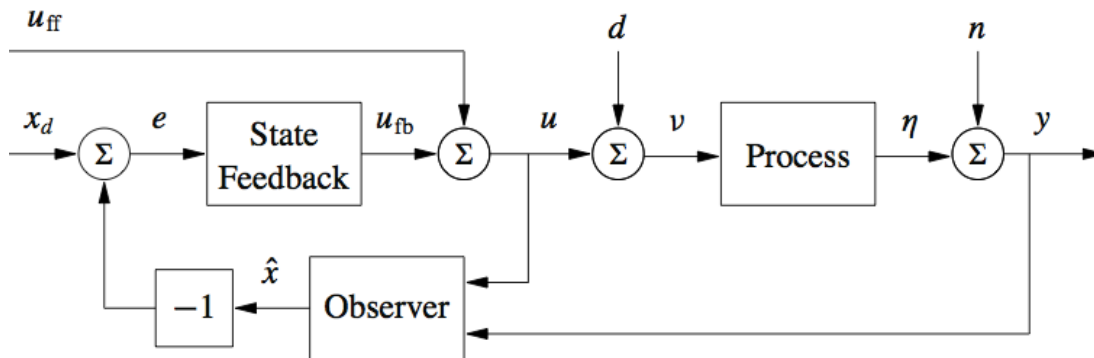 u_ff
d
n
x_d
e
State
Feedback
u_fb
Σ
Σ
u
Σ
ν
Process
η
Σ
y
x̂
−1
Observer